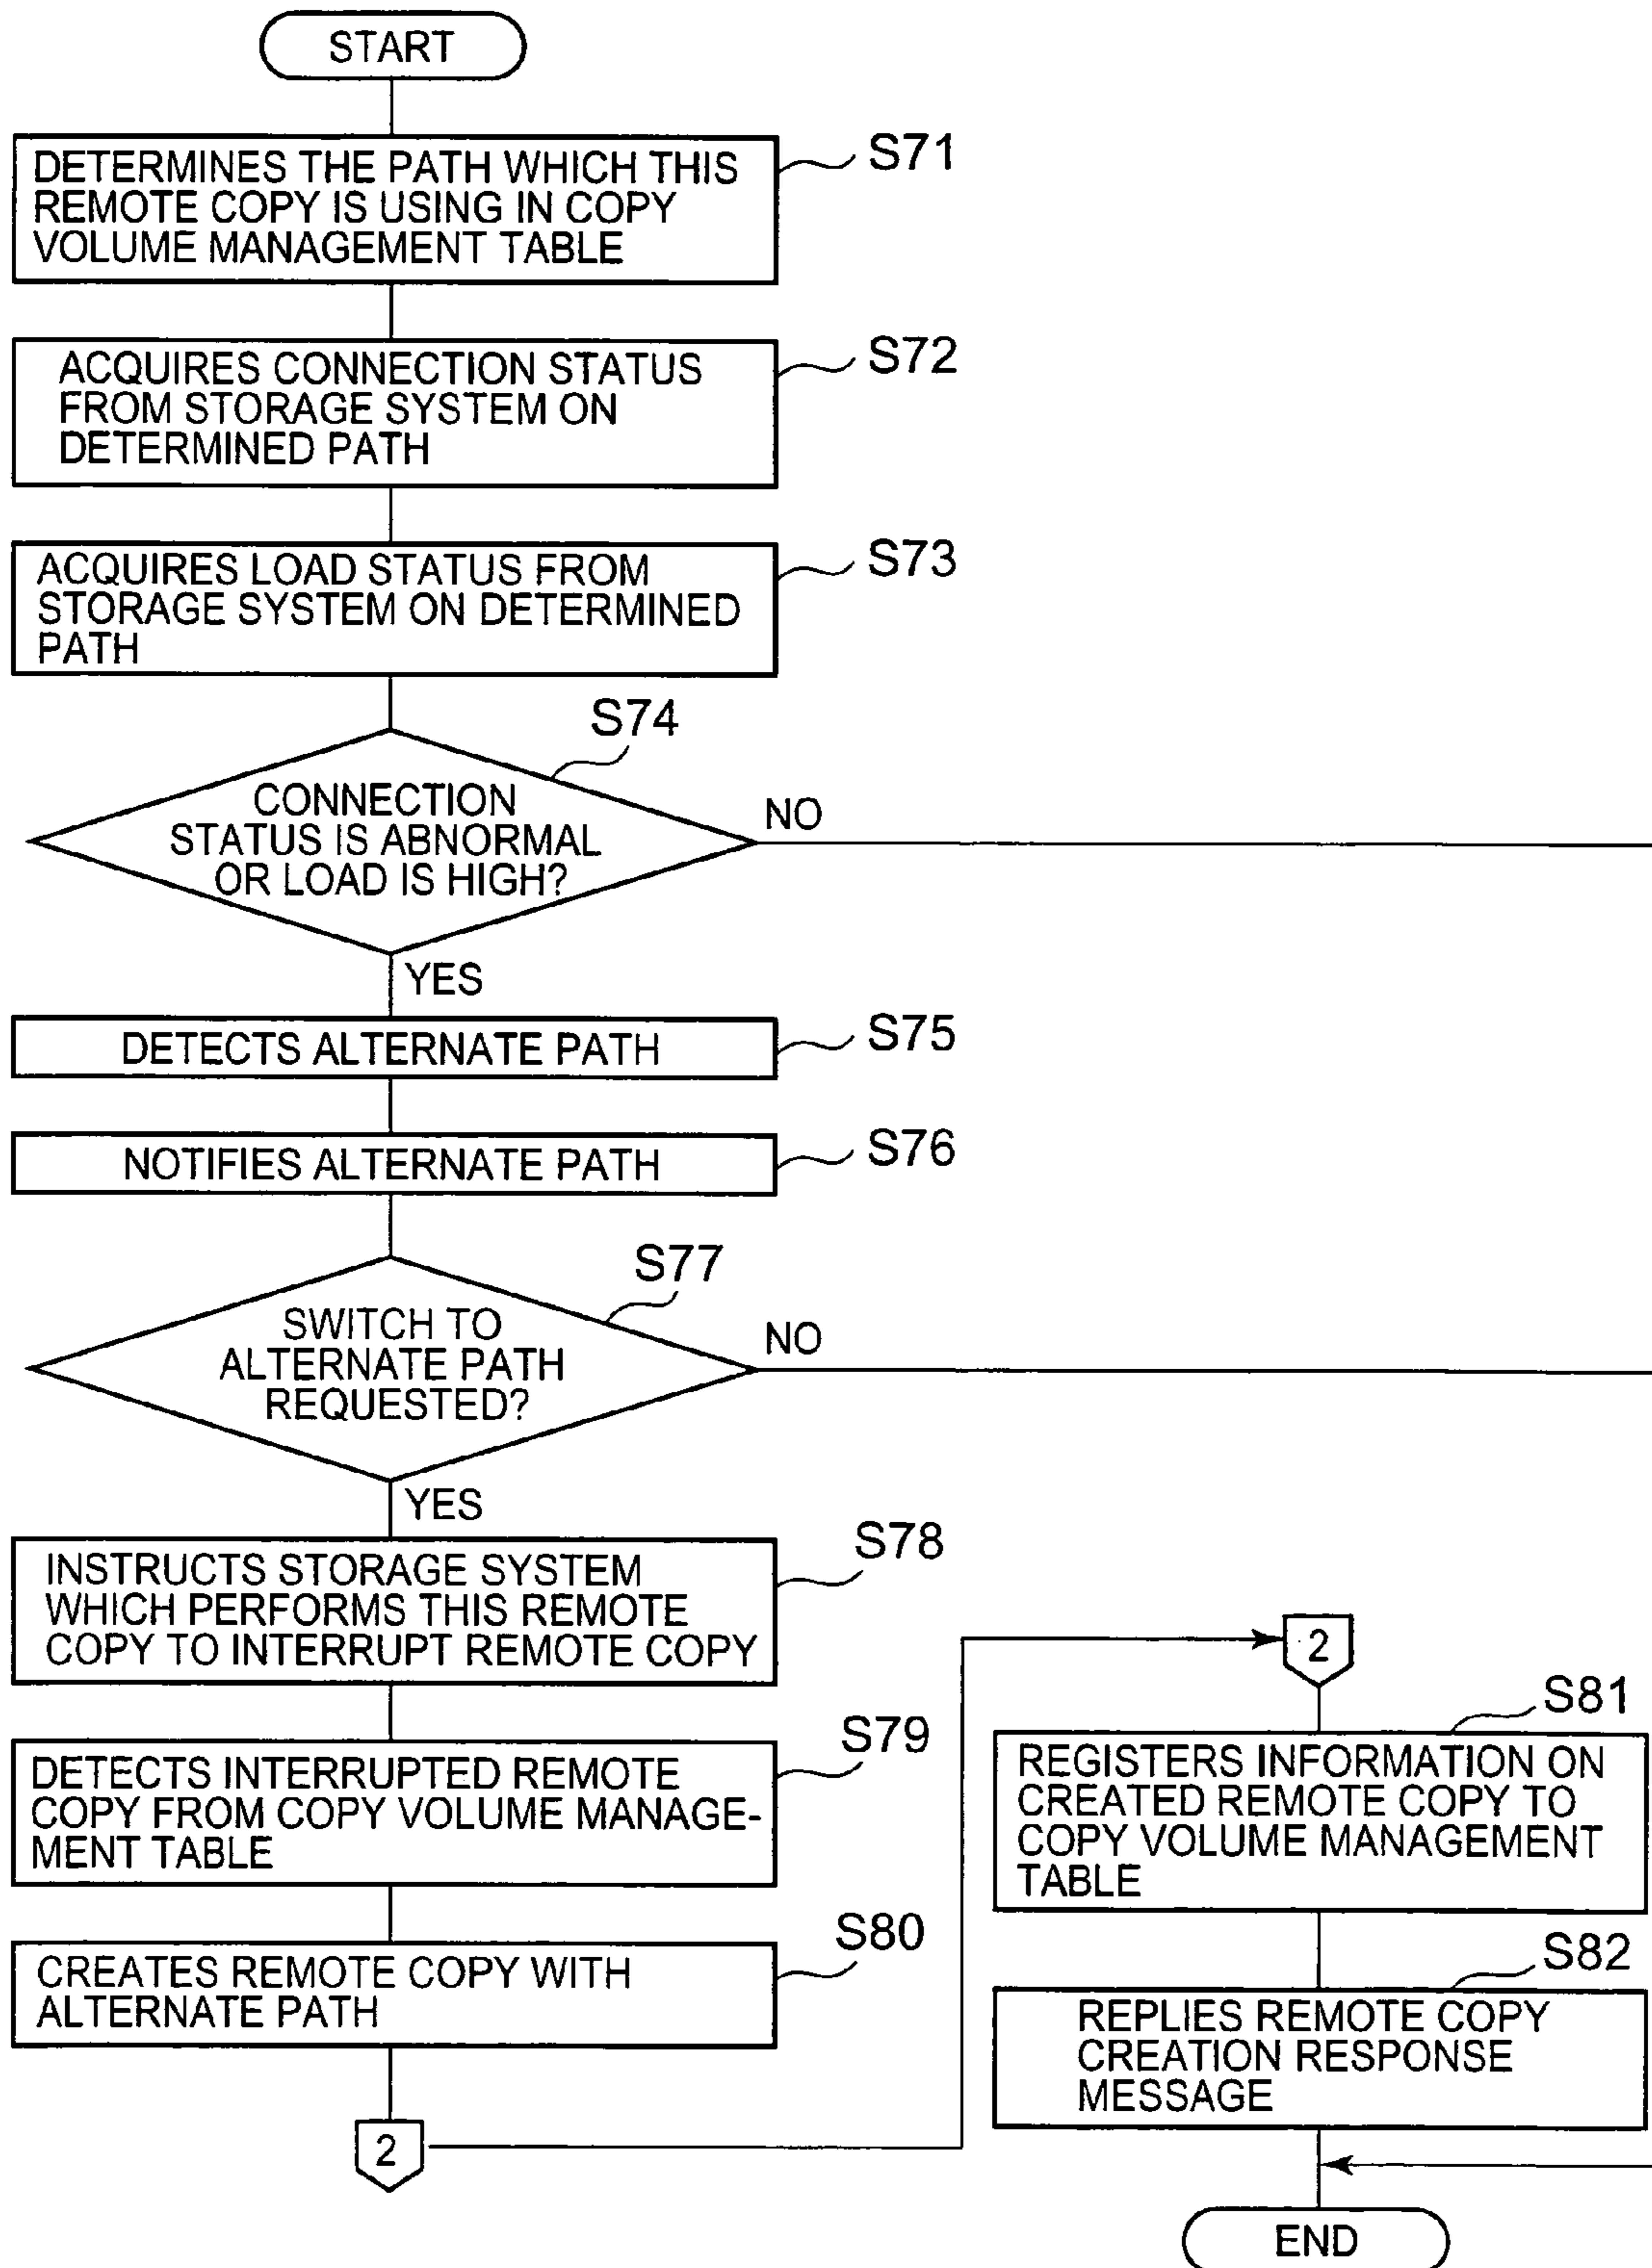 START
DETERMINES THE PATH WHICH THIS
REMOTE COPY IS USING IN COPY
VOLUME MANAGEMENT TABLE
S71
ACQUIRES CONNECTION STATUS
FROM STORAGE SYSTEM ON
DETERMINED PATH
S72
ACQUIRES LOAD STATUS FROM
STORAGE SYSTEM ON DETERMINED
PATH
S73
S74
CONNECTION
STATUS IS ABNORMAL
OR LOAD IS HIGH?
NO
YES
DETECTS ALTERNATE PATH
S75
NOTIFIES ALTERNATE PATH
S76
S77
SWITCH TO
ALTERNATE PATH
REQUESTED?
NO
YES
INSTRUCTS STORAGE SYSTEM
WHICH PERFORMS THIS REMOTE
COPY TO INTERRUPT REMOTE COPY
S78
DETECTS INTERRUPTED REMOTE
COPY FROM COPY VOLUME MANAGE-
MENT TABLE
S79
CREATES REMOTE COPY WITH
ALTERNATE PATH
S80
2
2
S81
REGISTERS INFORMATION ON
CREATED REMOTE COPY TO
COPY VOLUME MANAGEMENT
TABLE
S82
REPLIES REMOTE COPY
CREATION RESPONSE
MESSAGE
END